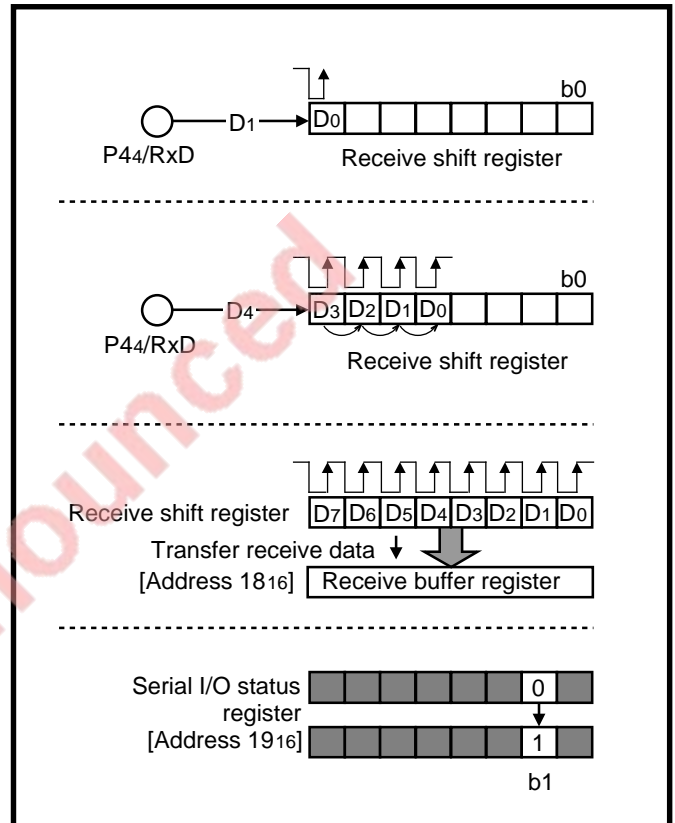 b0
D1 D0
P44/RxD
Receive shift register
b0
D4 D3 D2 D1 D0
P44/RxD
Receive shift register
Receive shift register D7 D6 D5 D4 D3 D2 D1 D0
Transfer receive data
[Address 1816] Receive buffer register
Serial I/O status 0
register
[Address 1916] 1
b1
nounced